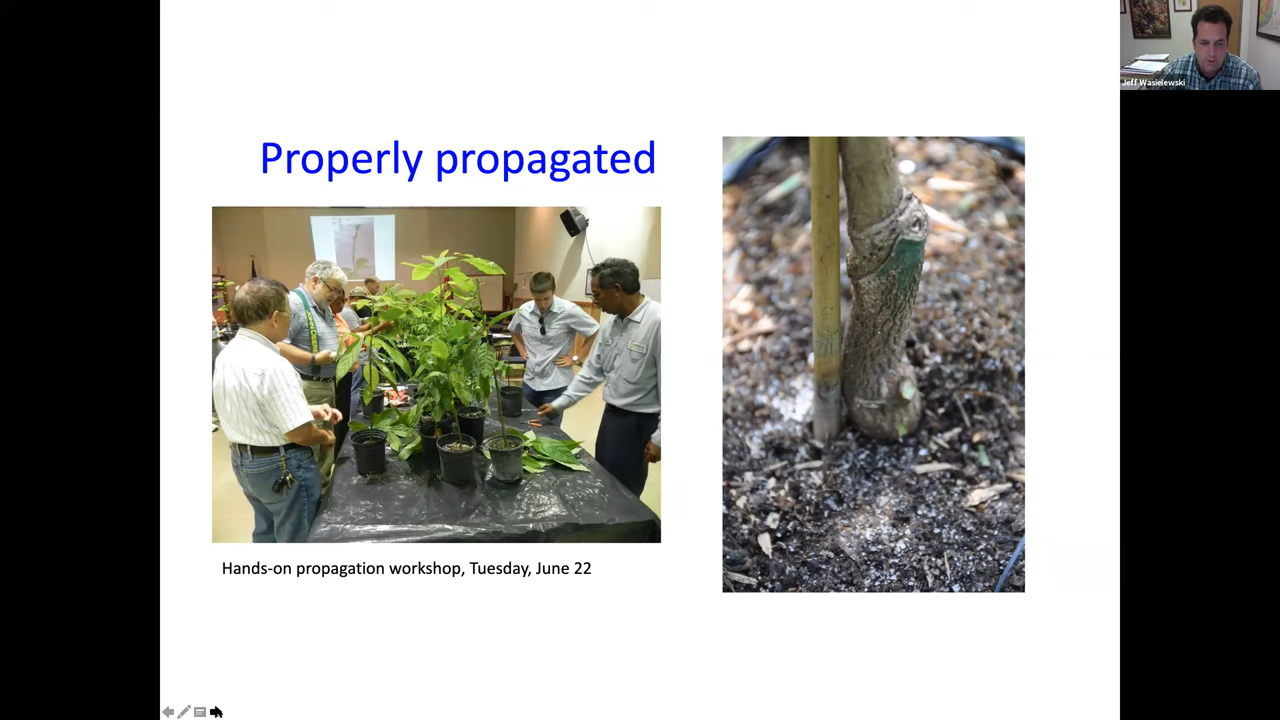 Jeff Wasielewski
Properly propagated
Hands-on propagation workshop, Tuesday, June 22